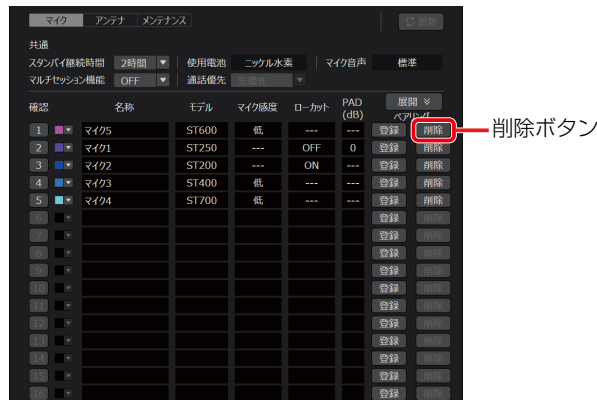 マイク アンテナ メンテナンス 更新
共通
スタンバイ継続時間 2時間 使用電池 ニッケル水素 マイク音声 標準
マルチセッション機能 OFF 通話優先 先優先
確認 名称 モデル マイク感度 ローカット PAD (dB) 展開 ペアリング
1 マイク5 ST600 低 --- --- 登録 削除 削除ボタン
2 マイク1 ST250 --- OFF 0 登録 削除
3 マイク2 ST200 --- ON --- 登録 削除
4 マイク3 ST400 低 --- --- 登録 削除
5 マイク4 ST700 低 --- --- 登録 削除
6 登録 削除
7 登録 削除
8 登録 削除
9 登録 削除
10 登録 削除
11 登録 削除
12 登録 削除
13 登録 削除
14 登録 削除
15 登録 削除
16 登録 削除